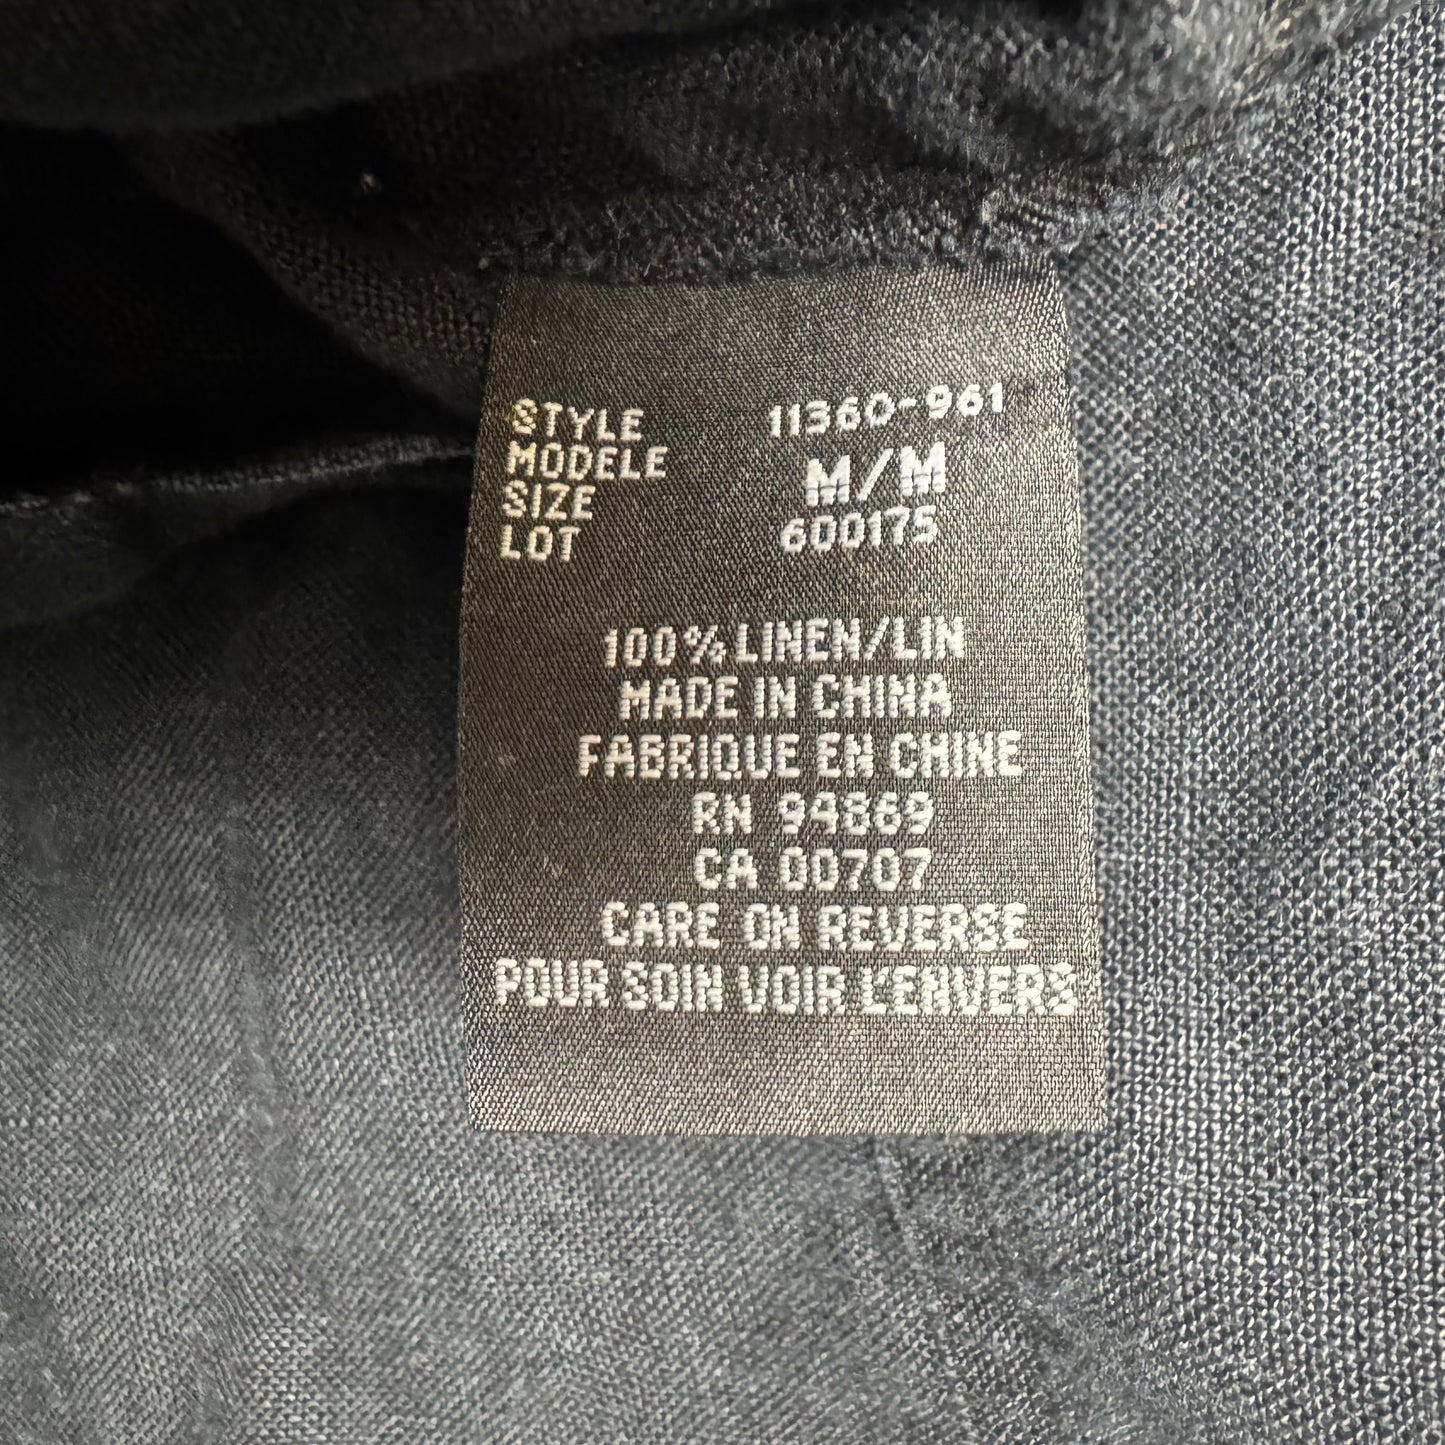 STYLE 11360-961
MODELE
SIZE M/M
LOT 600175
100% LINEN/LIN
MADE IN CHINA
FABRIQUE EN CHINE
RN 94869
CA 00707
CARE ON REVERSE
POUR SOIN VOIR L'ENVERS